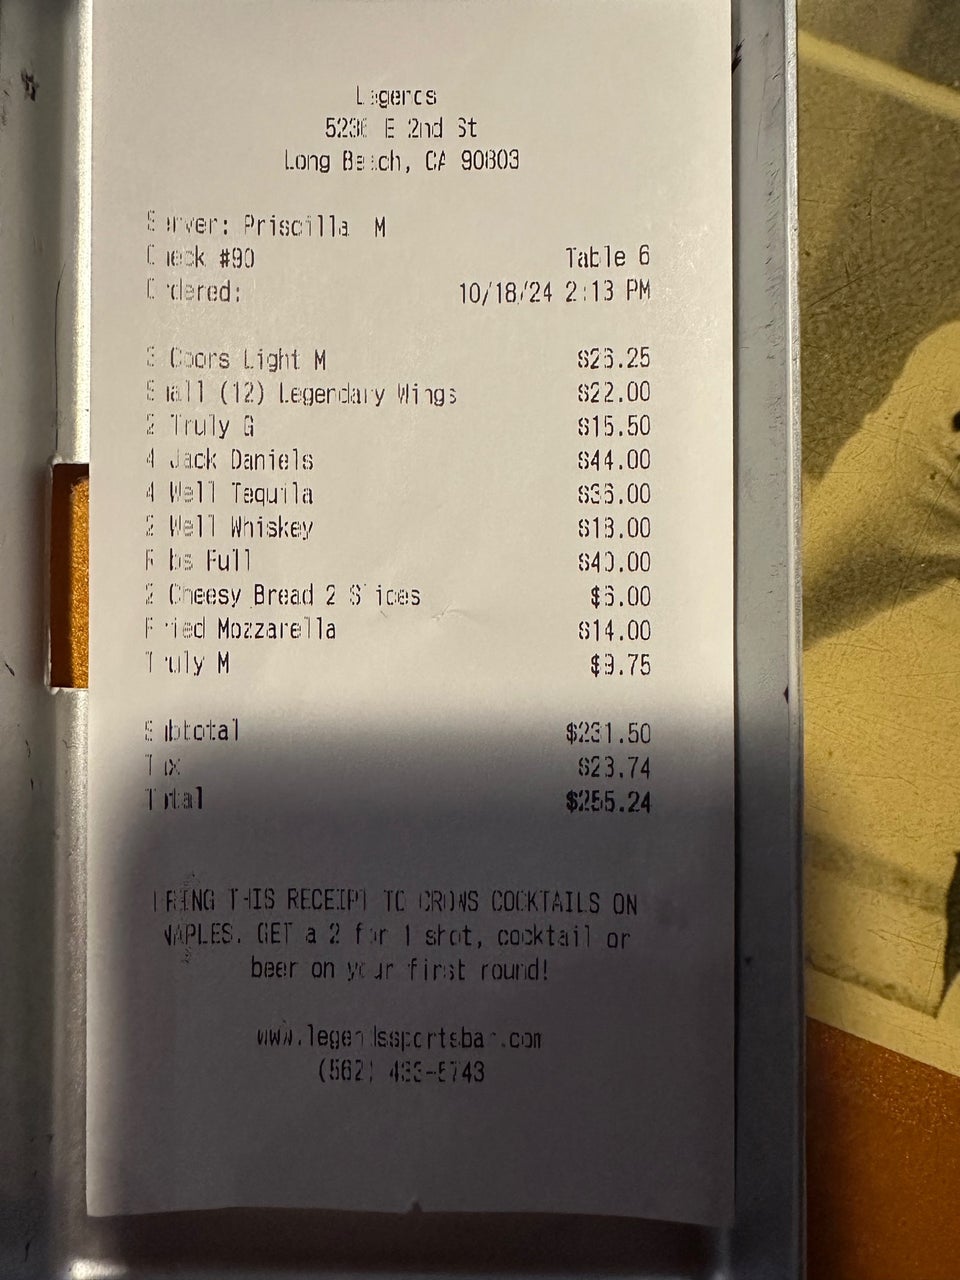 Legends
5236 E 2nd St
Long Beach, CA 90803
Server: Priscilla M
Check #90
Table 6
Ordered:
10/18/24 2:13 PM
3 Coors Light M $26.25
Small (12) Legendary Wings $22.00
2 Truly G $15.50
4 Jack Daniels $44.00
4 Well Tequila $36.00
2 Well Whiskey $18.00
Ribs Full $40.00
2 Cheesy Bread 2 Slices $6.00
Fried Mozzarella $14.00
Truly M $9.75
Subtotal $231.50
Tax $23.74
Total $255.24
BRING THIS RECEIPT TO CROWS COCKTAILS ON
NAPLES. GET a 2 for 1 shot, cocktail or
beer on your first round!
www.legendssportsbar.com
(562) 433-5743